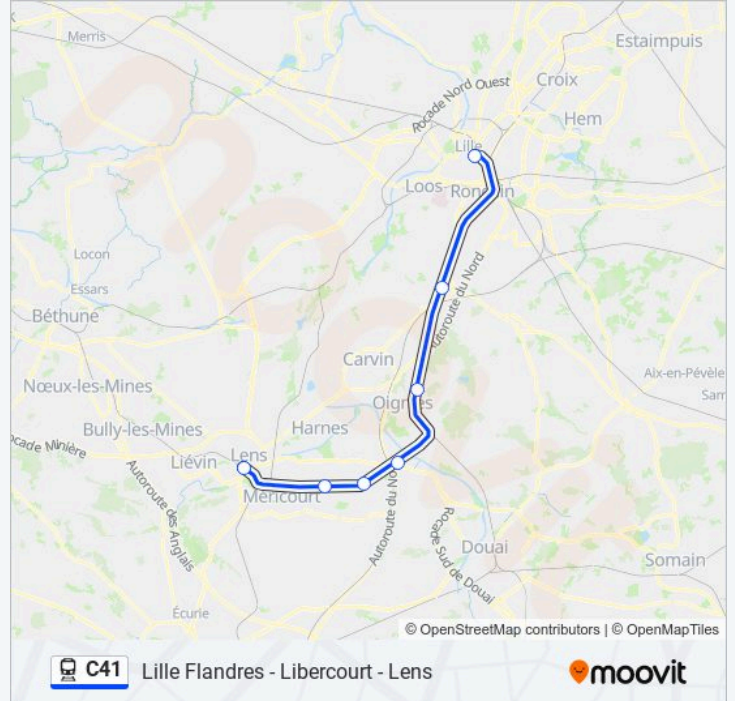 Merris
Estaimpuis
Croix
Rocade Nord Ouest
Hem
Lille
Loos
Ronchin
Locon
Autoroute du Nord
Essars
Béthune
Carvin
Aix-en-Pévèle
Nœux-les-Mines
Oignies
Bully-les-Mines
Harnes
Lens
Liévin
Méricourt
Autoroute des Anglais
Autoroute du Nord
Rocade Sud de Douai
Douai
Somain
Écurie
© OpenStreetMap contributors | © OpenMapTiles
C41 Lille Flandres - Libercourt - Lens
moovit